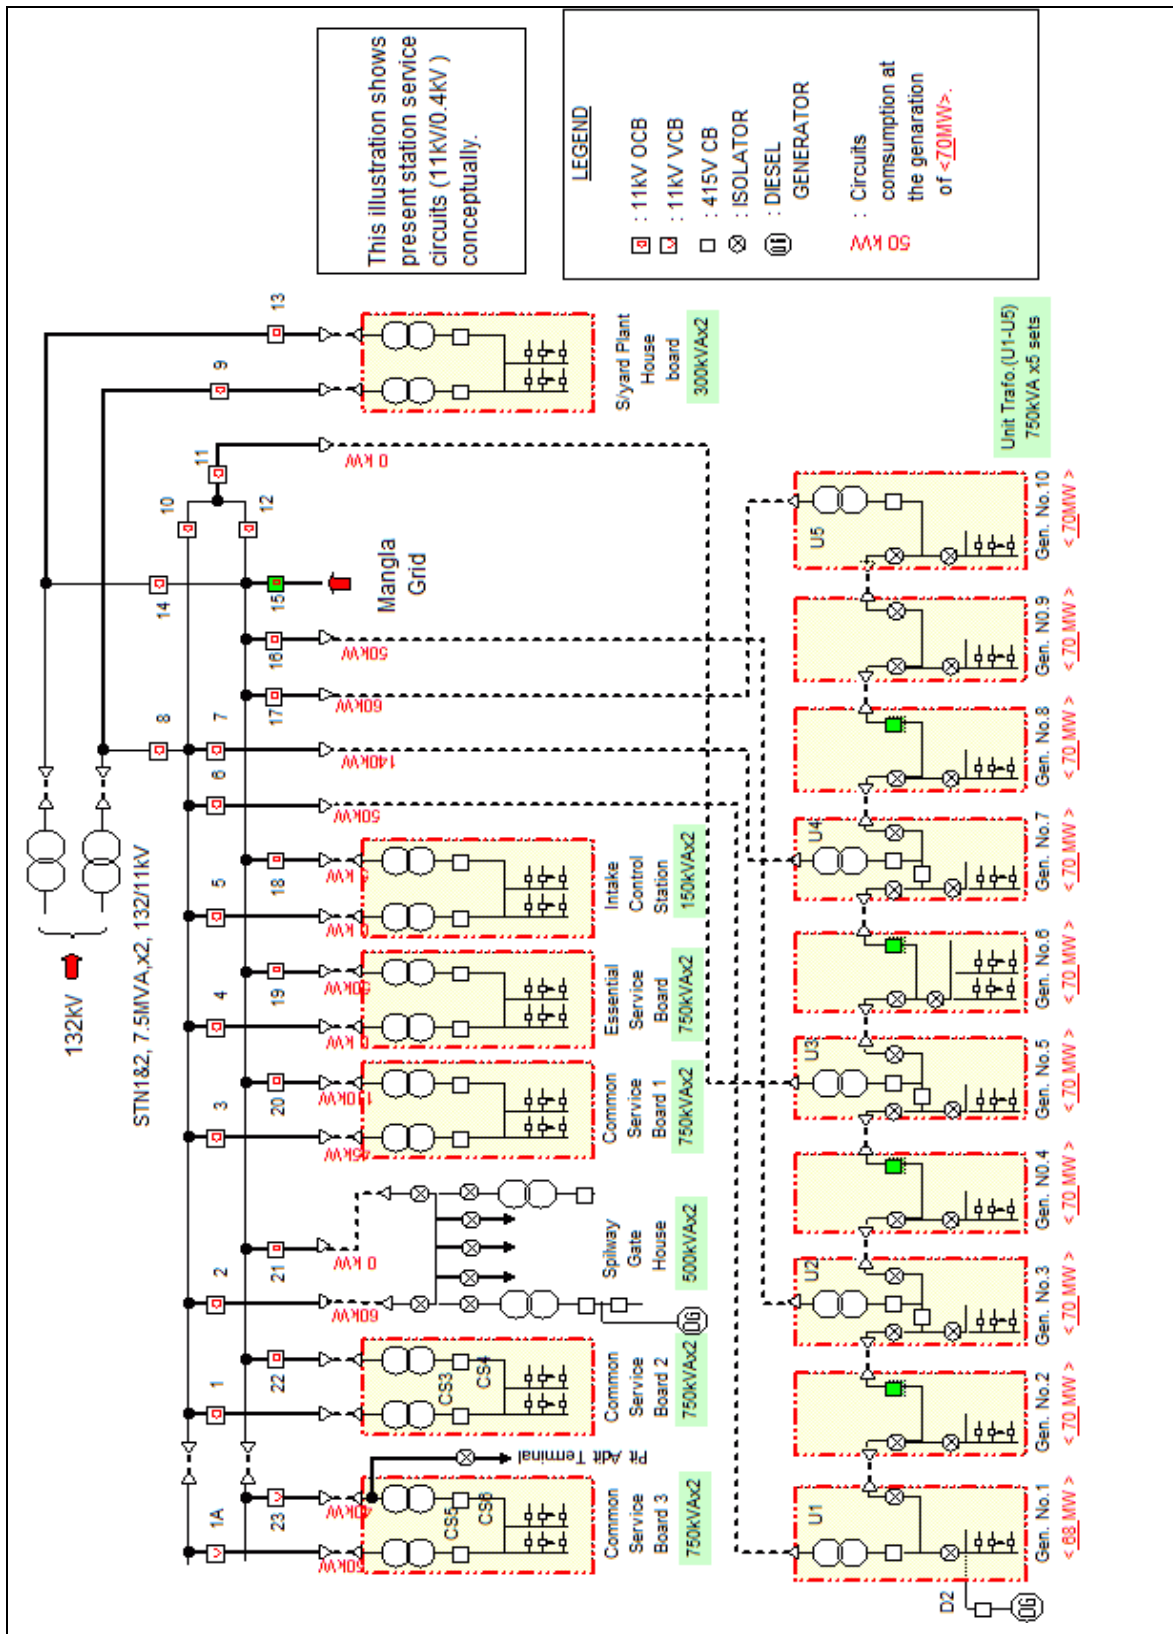 This illustration shows
present station service
circuits (11kV/0.4kV)
conceptually.
LEGEND
: 11kV OCB
: 11kV VCB
: 415V CB
: ISOLATOR
: DIESEL
GENERATOR
50 kW
: Circuits
comsumption at
the genaration
of <70MW>.
132kV
STN1&2, 7.5MVA,x2, 132/11kV
1A
1
2
3
4
5
6
7
8
9
10
11
12
13
14
15
16
17
18
19
20
21
22
23
Mangla
Grid
50kW
60kW
0 kW
60kW
50kW
140kW
60kW
50kW
0 kW
CS5
CS6
Pit Adit Terminal
Common
Service
Board 3
750kVAx2
CS3
CS4
Common
Service
Board 2
750kVAx2
DG
Spilway
Gate
House
500kVAx2
Common
Service
Board 1
750kVAx2
Essential
Service
Board
750kVAx2
Intake
Control
Station
150kVAx2
S/yard Plant
House
board
300kVAx2
Unit Trafo.(U1-U5)
750kVA x5 sets
D2
DG
U1
U2
U3
U4
U5
Gen. No.1
< 68 MW >
Gen. No.2
< 70 MW >
Gen. No.3
< 70 MW >
Gen. N0.4
< 70 MW >
Gen. No.5
< 70 MW >
Gen. No.6
< 70 MW >
Gen. No.7
< 70 MW >
Gen. No.8
< 70 MW >
Gen. N0.9
< 70 MW >
Gen. No.10
< 70MW >